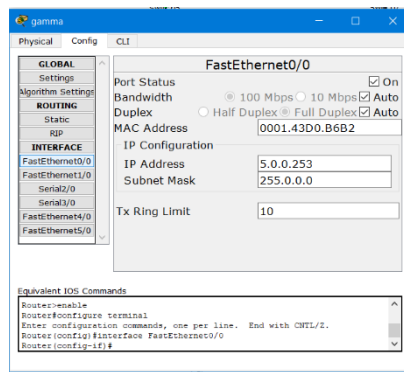 gamma
Physical Config CLI
GLOBAL
Settings
Algorithm Settings
ROUTING
Static
RIP
INTERFACE
FastEthernet0/0
FastEthernet1/0
Serial2/0
Serial3/0
FastEthernet4/0
FastEthernet5/0
FastEthernet0/0
Port Status On
Bandwidth 100 Mbps 10 Mbps Auto
Duplex Half Duplex Full Duplex Auto
MAC Address 0001.43D0.B6B2
IP Configuration
IP Address 5.0.0.253
Subnet Mask 255.0.0.0
Tx Ring Limit 10
Equivalent IOS Commands
Router>enable
Router#configure terminal
Enter configuration commands, one per line. End with CNTL/Z.
Router(config)#interface FastEthernet0/0
Router(config-if)#